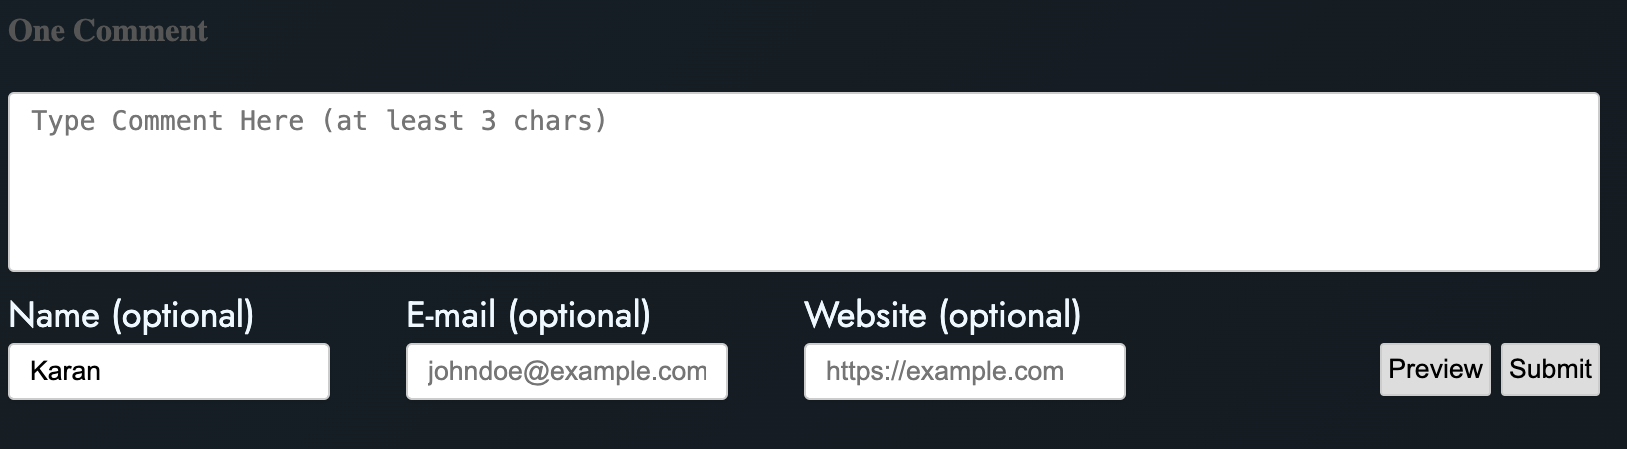 One Comment
Type Comment Here (at least 3 chars)
Name (optional) E-mail (optional) Website (optional)
Karan johndoe@example.com https://example.com Preview Submit